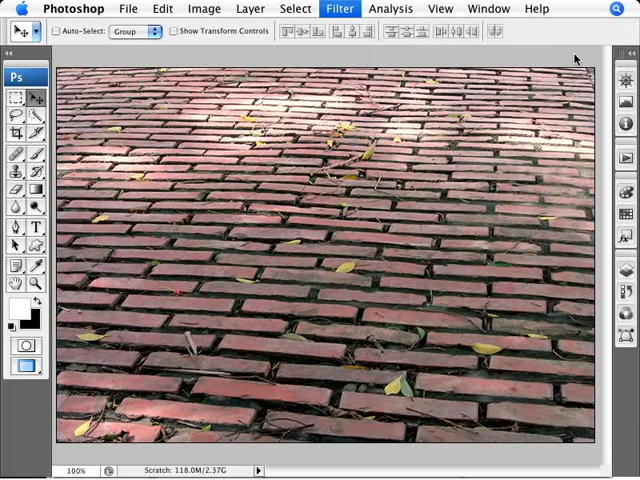 Photoshop File Edit Image Layer Select Filter Analysis View Window Help
Auto-Select: Group Show Transform Controls
Ps
T
100% Scratch: 118.0M/2.37G